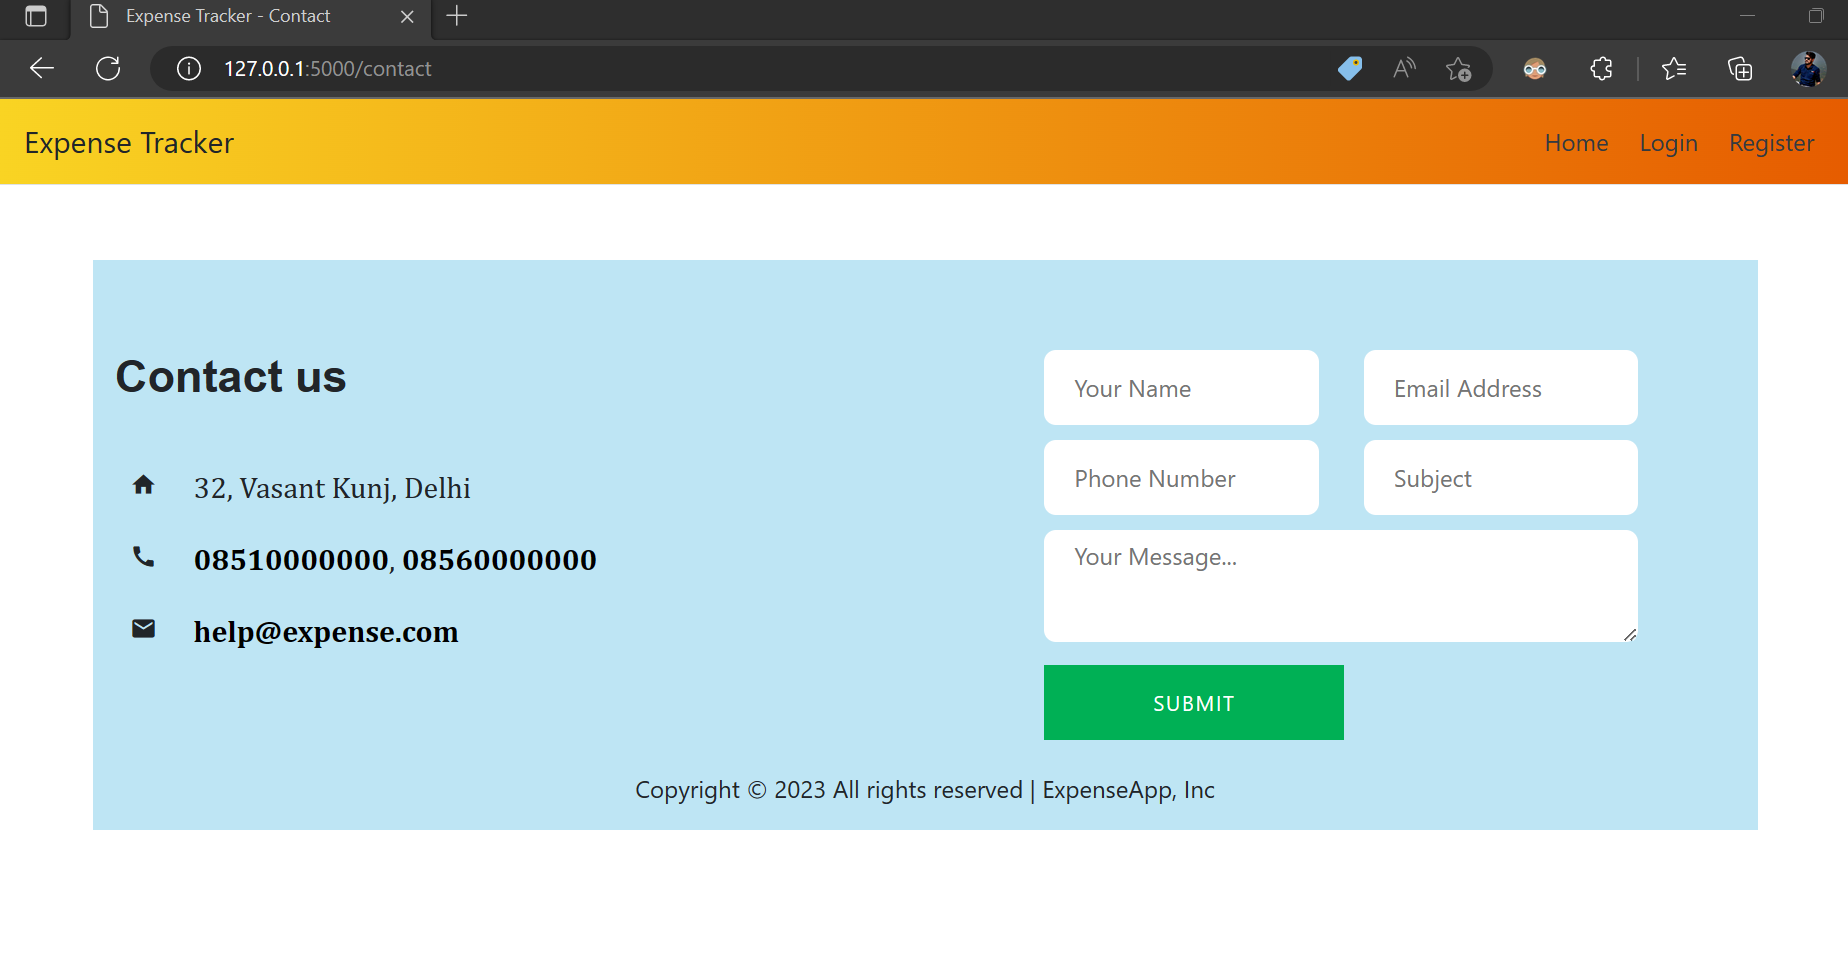 Expense Tracker - Contact
127.0.0.1:5000/contact
Expense Tracker
Home Login Register
Contact us
32, Vasant Kunj, Delhi
08510000000, 08560000000
help@expense.com
Your Name
Email Address
Phone Number
Subject
Your Message...
SUBMIT
Copyright © 2023 All rights reserved | ExpenseApp, Inc